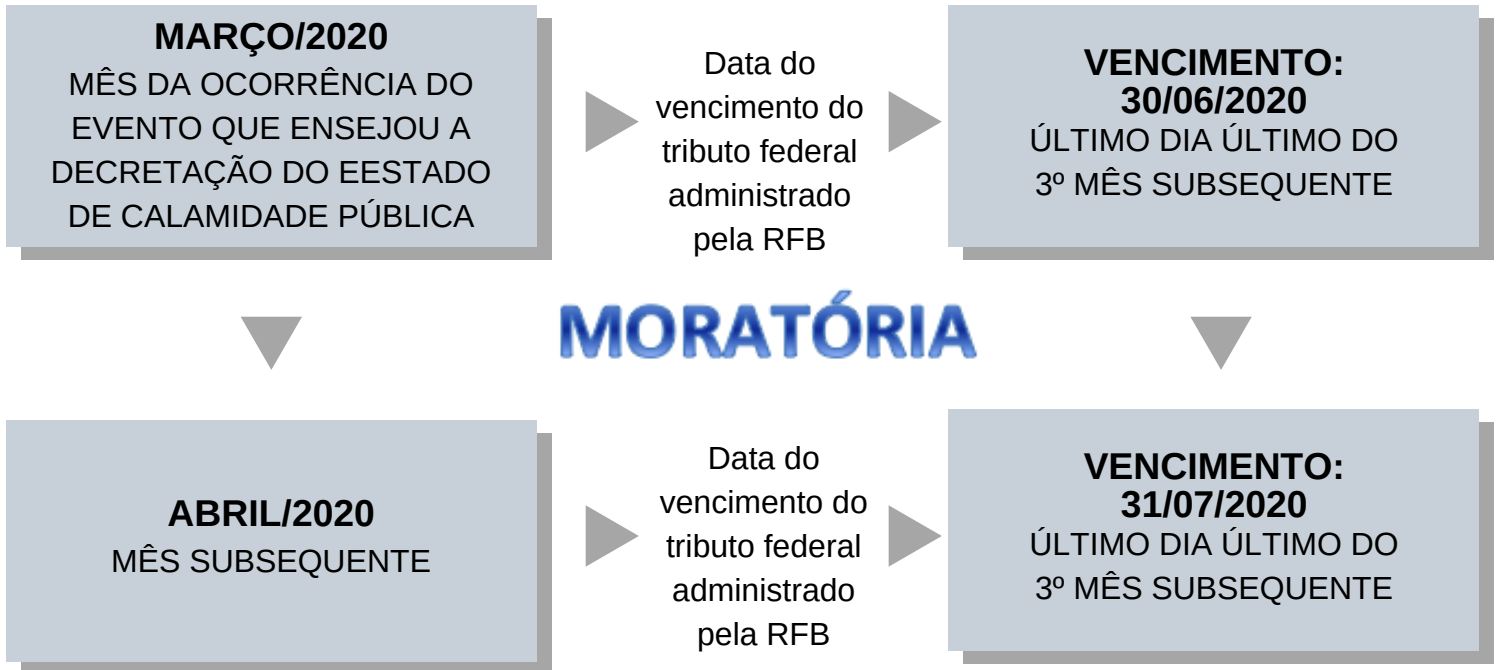 MARÇO/2020
MÊS DA OCORRÊNCIA DO
EVENTO QUE ENSEJOU A
DECRETAÇÃO DO EESTADO
DE CALAMIDADE PÚBLICA
Data do
vencimento do
tributo federal
administrado
pela RFB
VENCIMENTO:
30/06/2020
ÚLTIMO DIA ÚLTIMO DO
3º MÊS SUBSEQUENTE
MORATÓRIA
ABRIL/2020
MÊS SUBSEQUENTE
Data do
vencimento do
tributo federal
administrado
pela RFB
VENCIMENTO:
31/07/2020
ÚLTIMO DIA ÚLTIMO DO
3º MÊS SUBSEQUENTE